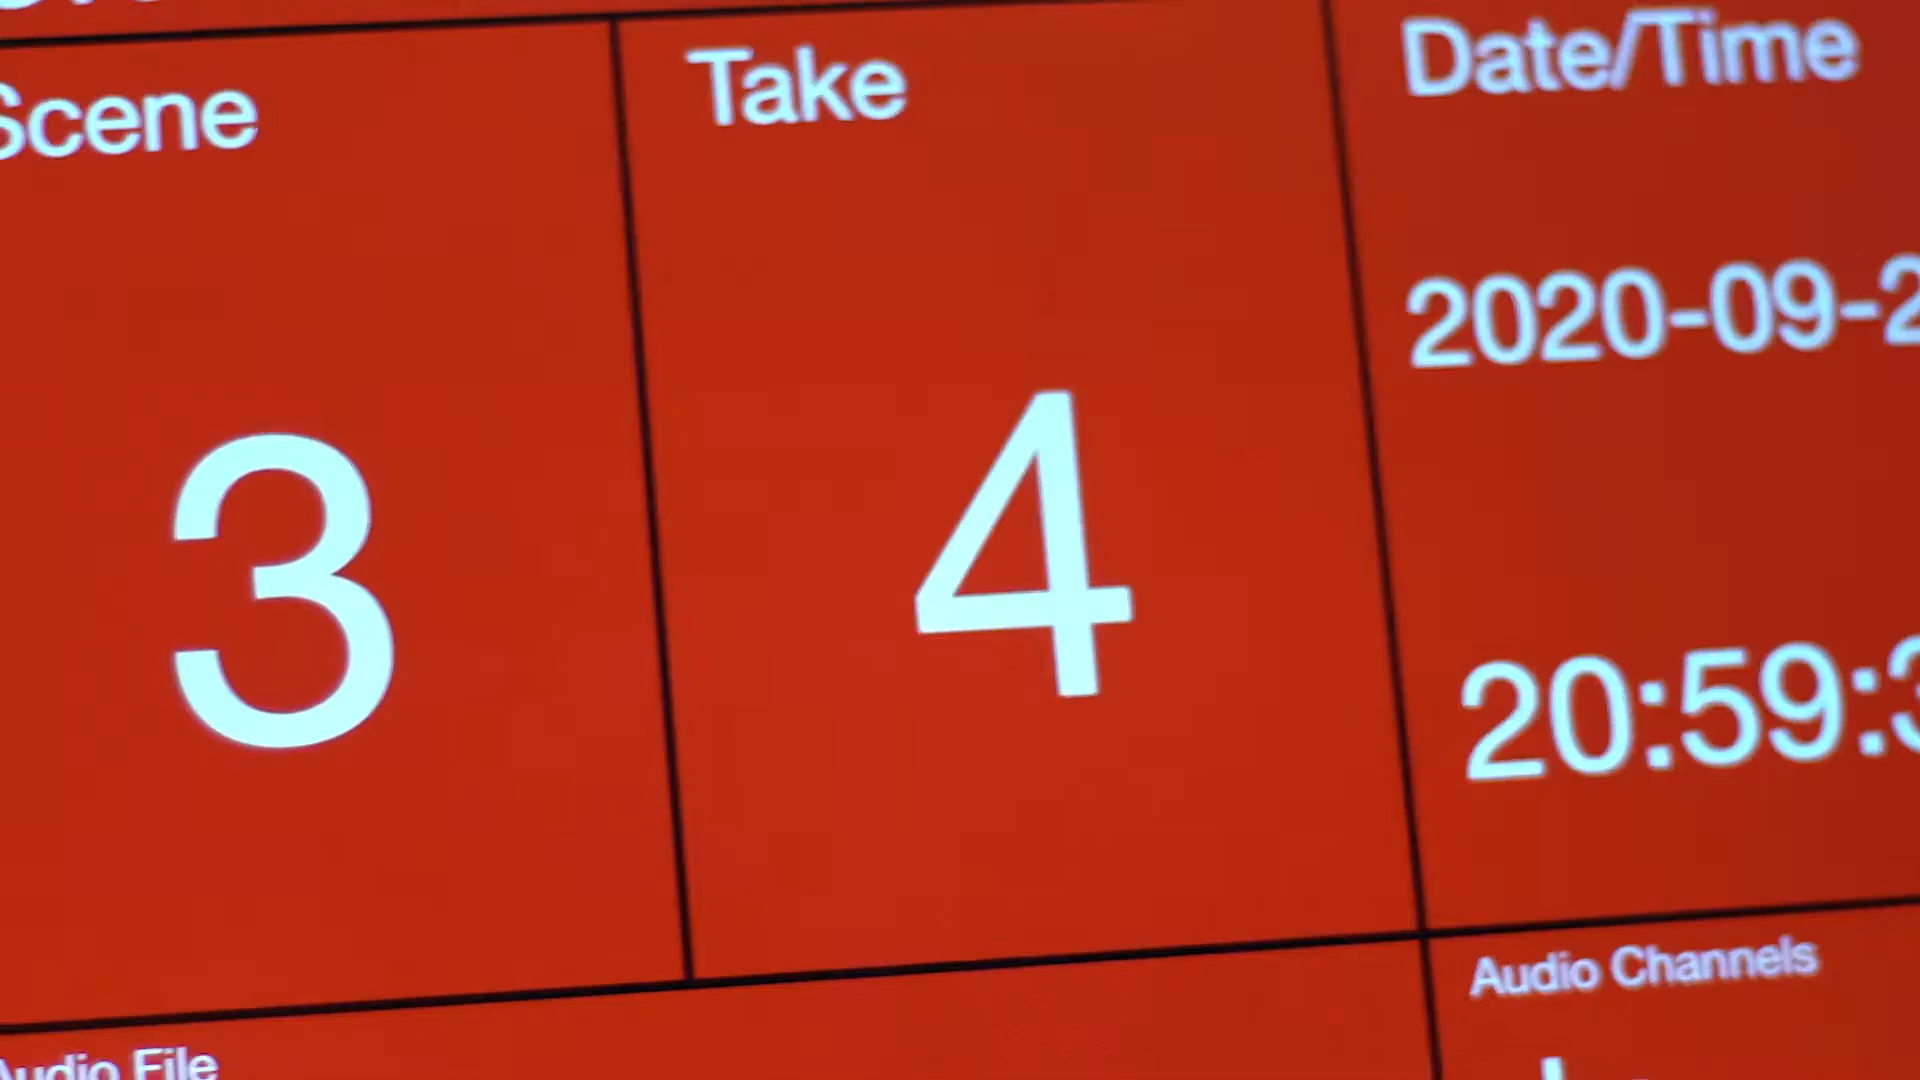 Scene
Take
Date/Time
3
4
2020-09-2
20:59:3
Audio Channels
Audio File